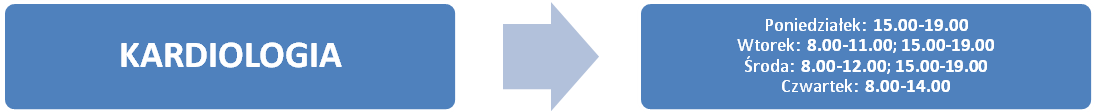 KARDIOLOGIA
Poniedziałek: 15.00-19.00
Wtorek: 8.00-11.00; 15.00-19.00
Środa: 8.00-12.00; 15.00-19.00
Czwartek: 8.00-14.00